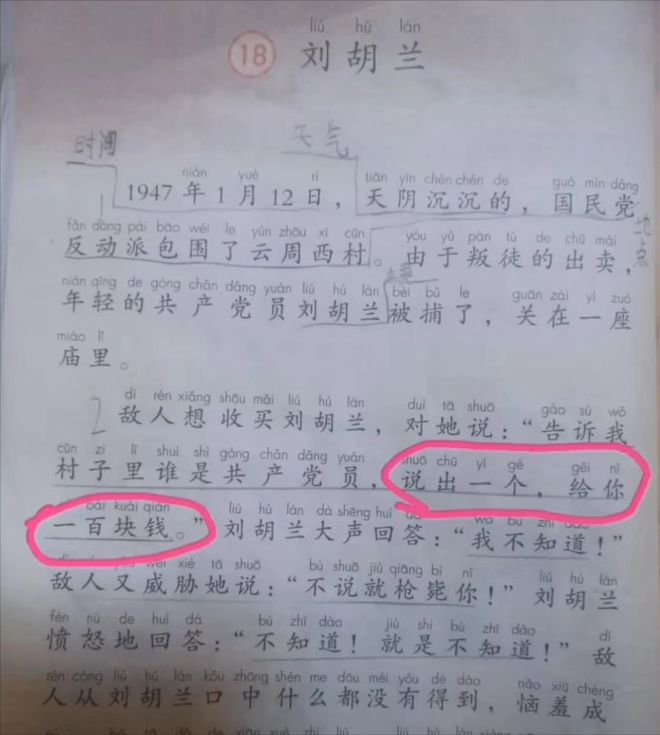 liú hú lán
18 刘胡兰
时间 天气
nián yuè rì tiān yīn chén chén de guó mín dǎng
1947年1月12日，天阴沉沉的，国民党
fǎn dòng pài bāo wéi le yún zhōu xī cūn
反动派包围了云周西村。由于叛徒的出卖，
yóu yú pàn tú de chū mài
地点
nián qīng de gòng chǎn dǎng yuán liú hú lán bèi bǔ le guān zài yí zuò
年轻的共产党员刘胡兰被捕了，关在一座
miào lǐ
庙里。
2
dí rén xiǎng shōu mǎi liú hú lán duì tā shuō gào sù wǒ
敌人想收买刘胡兰，对她说：“告诉我
cūn zi lǐ shuí shì gòng chǎn dǎng yuán shuō chū yí gè gěi nǐ
村子里谁是共产党员，说出一个，给你
bǎi kuài qián liú hú lán dà shēng huí dá wǒ bù zhī dào
一百块钱。”刘胡兰大声回答：“我不知道！”
xié tā shuō bù shuō jiù qiāng bì nǐ liú hú lán
敌人又威胁她说：“不说就枪毙你！”刘胡兰
fèn nù de huí dá bù zhī dào jiù shì bù zhī dào dí
愤怒地回答：“不知道！就是不知道！”敌
rén cóng liú hú lán kǒu zhōng shén me dōu méi yǒu dé dào nǎo xiū chéng
人从刘胡兰口中什么都没有得到，恼羞成